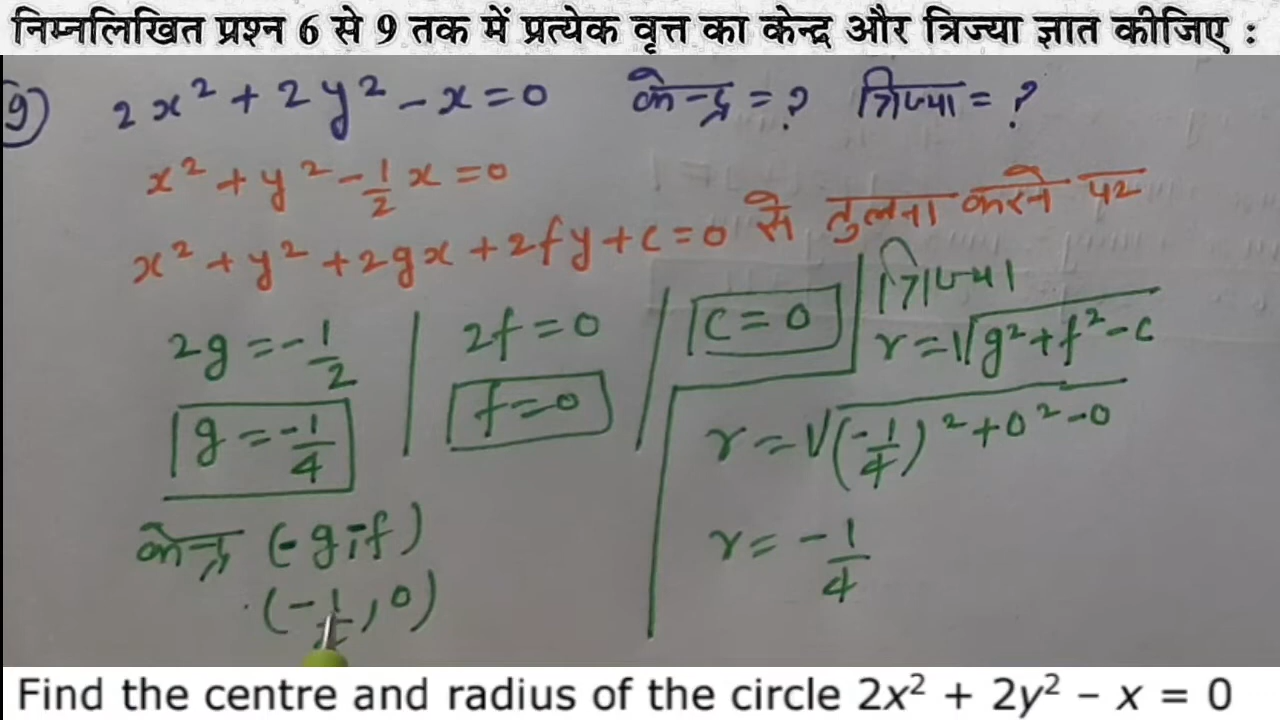 निम्नलिखित प्रश्न 6 से 9 तक में प्रत्येक वृत्त का केन्द्र और त्रिज्या ज्ञात कीजिए :
9) 2x² + 2y² - x = 0 केन्द्र = ? त्रिज्या = ?
x² + y² - 1/2 x = 0
x² + y² + 2gx + 2fy + c = 0 से तुलना करने पर
2g = -1/2
g = -1/4
2f = 0
f = 0
c = 0
केन्द्र (-g, -f)
(-1/, 0)
त्रिज्या
r = √g² + f² - c
r = √(-1/4)² + 0² - 0
r = -1/4
Find the centre and radius of the circle 2x² + 2y² – x = 0